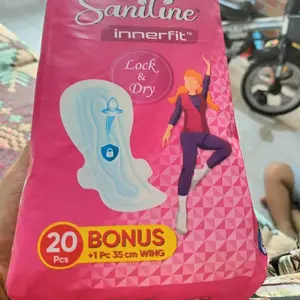 Saniline
innerfit™
Lock
&
Dry
20
Pcs
BONUS
+1 Pc 35 cm WING